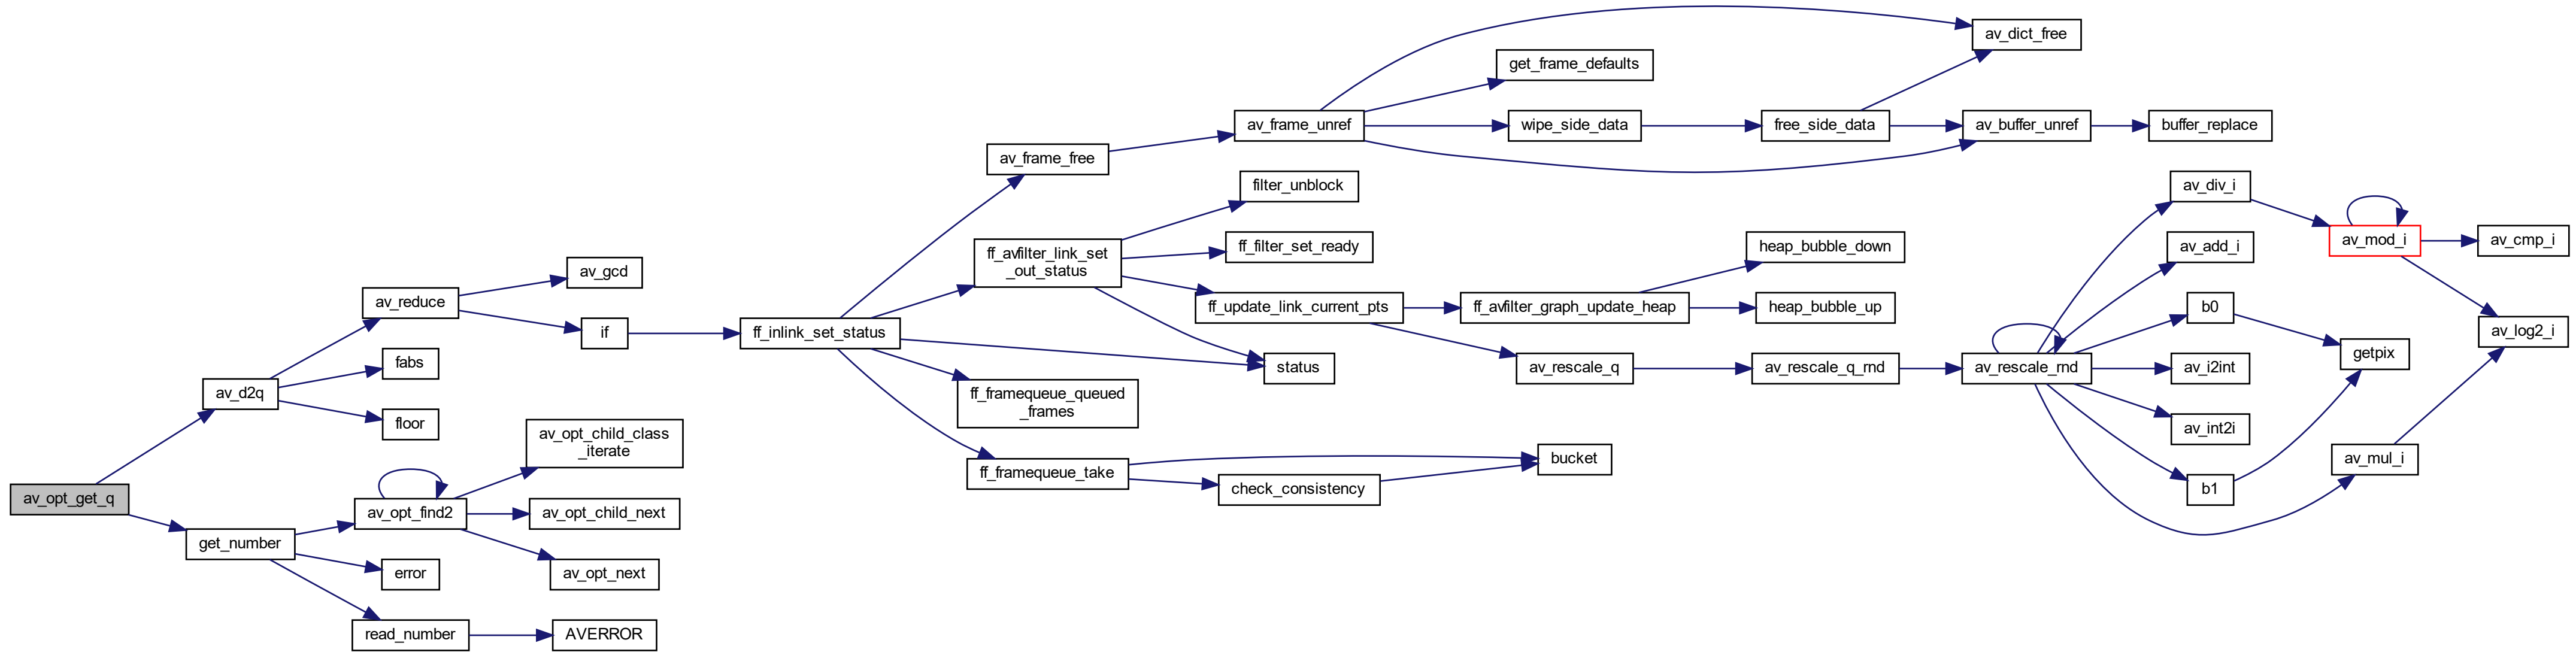 av_opt_get_q
av_d2q
get_number
av_reduce
fabs
floor
av_opt_find2
error
read_number
av_gcd
if
av_opt_child_class
_iterate
av_opt_child_next
av_opt_next
AVERROR
ff_inlink_set_status
av_frame_free
ff_avfilter_link_set
_out_status
ff_framequeue_queued
_frames
ff_framequeue_take
av_frame_unref
filter_unblock
ff_filter_set_ready
ff_update_link_current_pts
status
check_consistency
get_frame_defaults
wipe_side_data
ff_avfilter_graph_update_heap
av_rescale_q
bucket
free_side_data
heap_bubble_down
heap_bubble_up
av_rescale_q_rnd
av_dict_free
av_buffer_unref
av_rescale_rnd
buffer_replace
av_div_i
av_add_i
b0
av_i2int
av_int2i
b1
av_mod_i
getpix
av_mul_i
av_cmp_i
av_log2_i